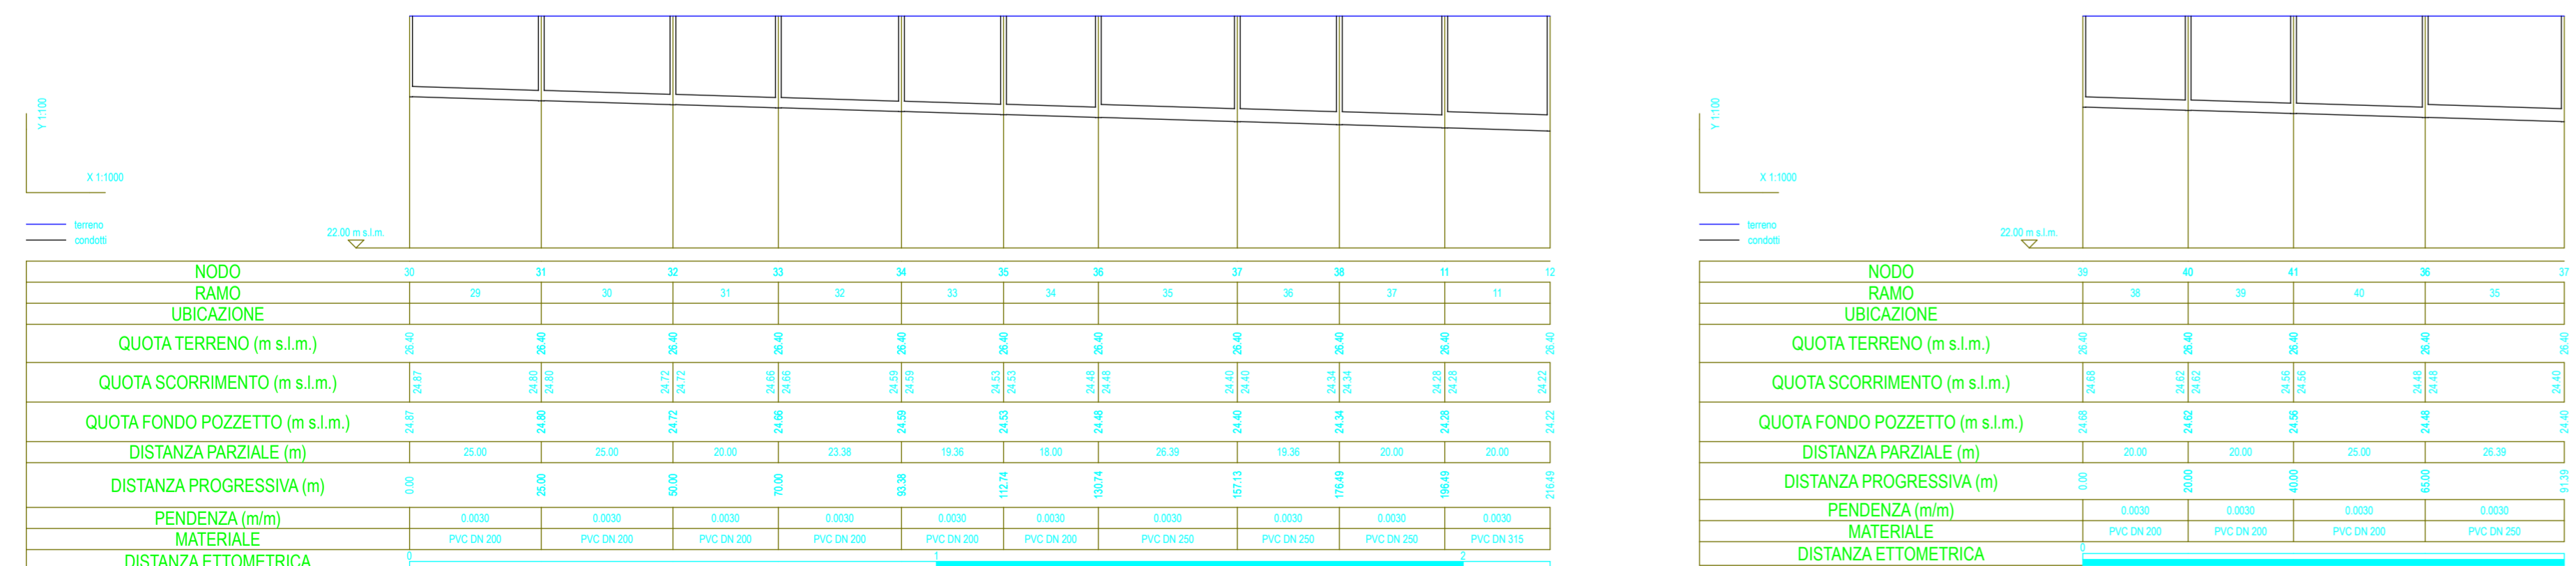 Y 1:100
X 1:1000
terreno
condotti
22.00 m s.l.m.
NODO 30 31 32 33 34 35 36 37 38 11 12
RAMO 29 30 31 32 33 34 35 36 37 11
UBICAZIONE
QUOTA TERRENO (m s.l.m.) 26.40 26.40 26.40 26.40 26.40 26.40 26.40 26.40 26.40 26.40 26.40
QUOTA SCORRIMENTO (m s.l.m.) 24.87 24.80 24.80 24.72 24.72 24.66 24.66 24.59 24.59 24.53 24.53 24.48 24.48 24.40 24.40 24.34 24.34 24.28 24.28 24.22
QUOTA FONDO POZZETTO (m s.l.m.) 24.87 24.80 24.72 24.66 24.59 24.53 24.48 24.40 24.34 24.28 24.22
DISTANZA PARZIALE (m) 25.00 25.00 20.00 23.38 19.36 18.00 26.39 19.36 20.00 20.00
DISTANZA PROGRESSIVA (m) 0.00 25.00 50.00 70.00 93.38 112.74 130.74 157.13 176.49 196.49 216.49
PENDENZA (m/m) 0.0030 0.0030 0.0030 0.0030 0.0030 0.0030 0.0030 0.0030 0.0030 0.0030
MATERIALE PVC DN 200 PVC DN 200 PVC DN 200 PVC DN 200 PVC DN 200 PVC DN 200 PVC DN 250 PVC DN 250 PVC DN 250 PVC DN 315
DISTANZA ETTOMETRICA 0 1 2
Y 1:100
X 1:1000
terreno
condotti
22.00 m s.l.m.
NODO 39 40 41 36 37
RAMO 38 39 40 35
UBICAZIONE
QUOTA TERRENO (m s.l.m.) 26.40 26.40 26.40 26.40 26.40
QUOTA SCORRIMENTO (m s.l.m.) 24.68 24.62 24.62 24.56 24.56 24.48 24.48 24.40
QUOTA FONDO POZZETTO (m s.l.m.) 24.68 24.62 24.56 24.48 24.40
DISTANZA PARZIALE (m) 20.00 20.00 25.00 26.39
DISTANZA PROGRESSIVA (m) 0.00 20.00 40.00 65.00 91.39
PENDENZA (m/m) 0.0030 0.0030 0.0030 0.0030
MATERIALE PVC DN 200 PVC DN 200 PVC DN 200 PVC DN 250
DISTANZA ETTOMETRICA 0